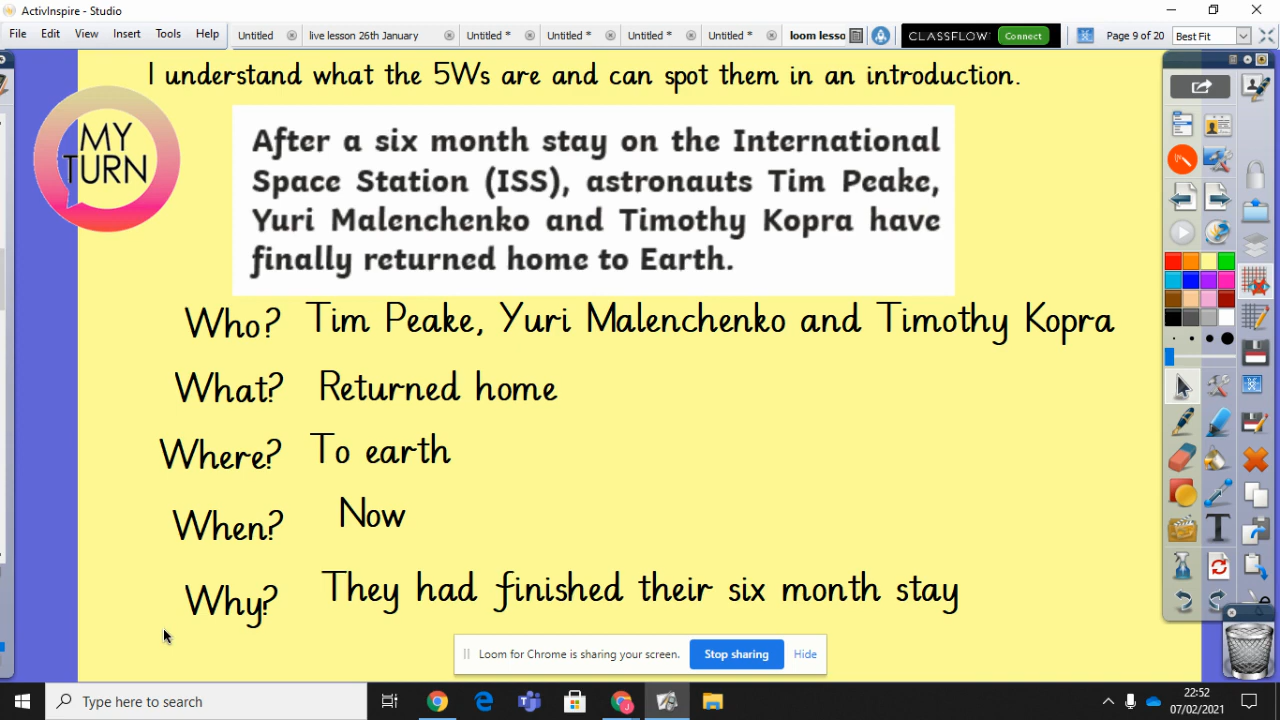 ActivInspire - Studio
File Edit View Insert Tools Help Untitled live lesson 26th January Untitled * Untitled * Untitled * Untitled * loom lesso CLASSFLOW Connect Page 9 of 20 Best Fit
I understand what the 5Ws are and can spot them in an introduction.
MY
TURN
After a six month stay on the International
Space Station (ISS), astronauts Tim Peake,
Yuri Malenchenko and Timothy Kopra have
finally returned home to Earth.
Who? Tim Peake, Yuri Malenchenko and Timothy Kopra
What? Returned home
Where? To earth
When? Now
Why? They had finished their six month stay
Loom for Chrome is sharing your screen. Stop sharing Hide
Type here to search
22:52
07/02/2021